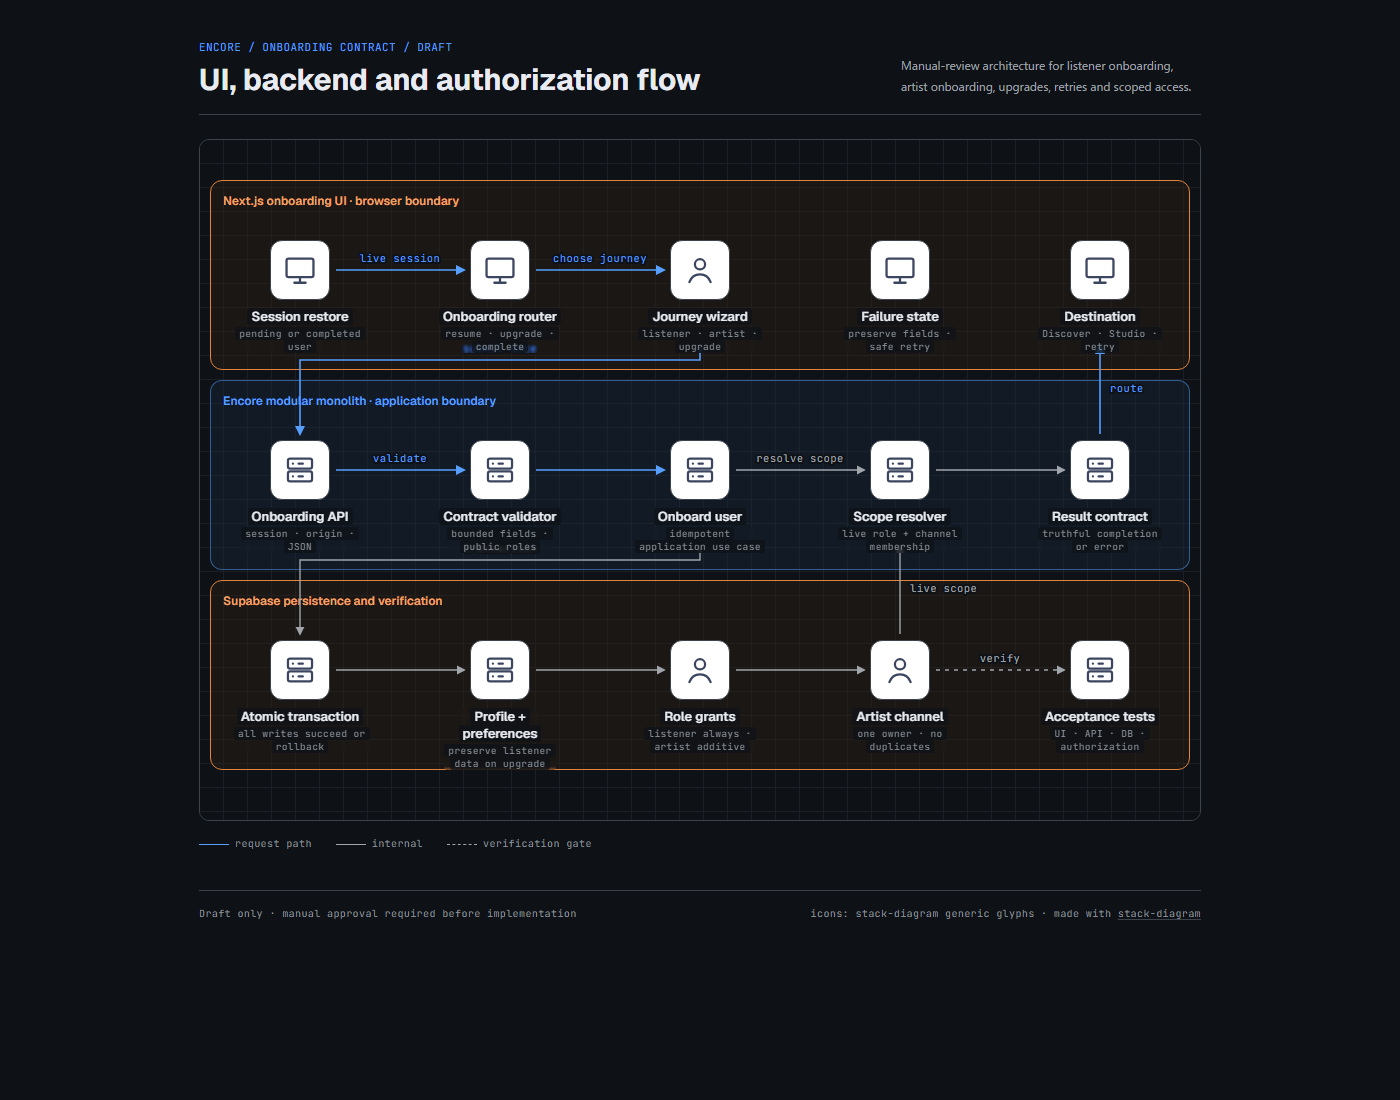 ENCORE / ONBOARDING CONTRACT / DRAFT
UI, backend and authorization flow
Manual-review architecture for listener onboarding,
artist onboarding, upgrades, retries and scoped access.
Next.js onboarding UI · browser boundary
live session
choose journey
Session restore
pending or completed
user
Onboarding router
resume · upgrade ·
complete
Journey wizard
listener · artist ·
upgrade
Failure state
preserve fields ·
safe retry
Destination
Discover · Studio ·
retry
route
Encore modular monolith · application boundary
validate
resolve scope
Onboarding API
session · origin ·
JSON
Contract validator
bounded fields ·
public roles
Onboard user
idempotent
application use case
Scope resolver
live role + channel
membership
Result contract
truthful completion
or error
live scope
Supabase persistence and verification
verify
Atomic transaction
all writes succeed or
rollback
Profile +
preferences
preserve listener
data on upgrade
Role grants
listener always ·
artist additive
Artist channel
one owner · no
duplicates
Acceptance tests
UI · API · DB ·
authorization
request path
internal
verification gate
Draft only · manual approval required before implementation
icons: stack-diagram generic glyphs · made with stack-diagram